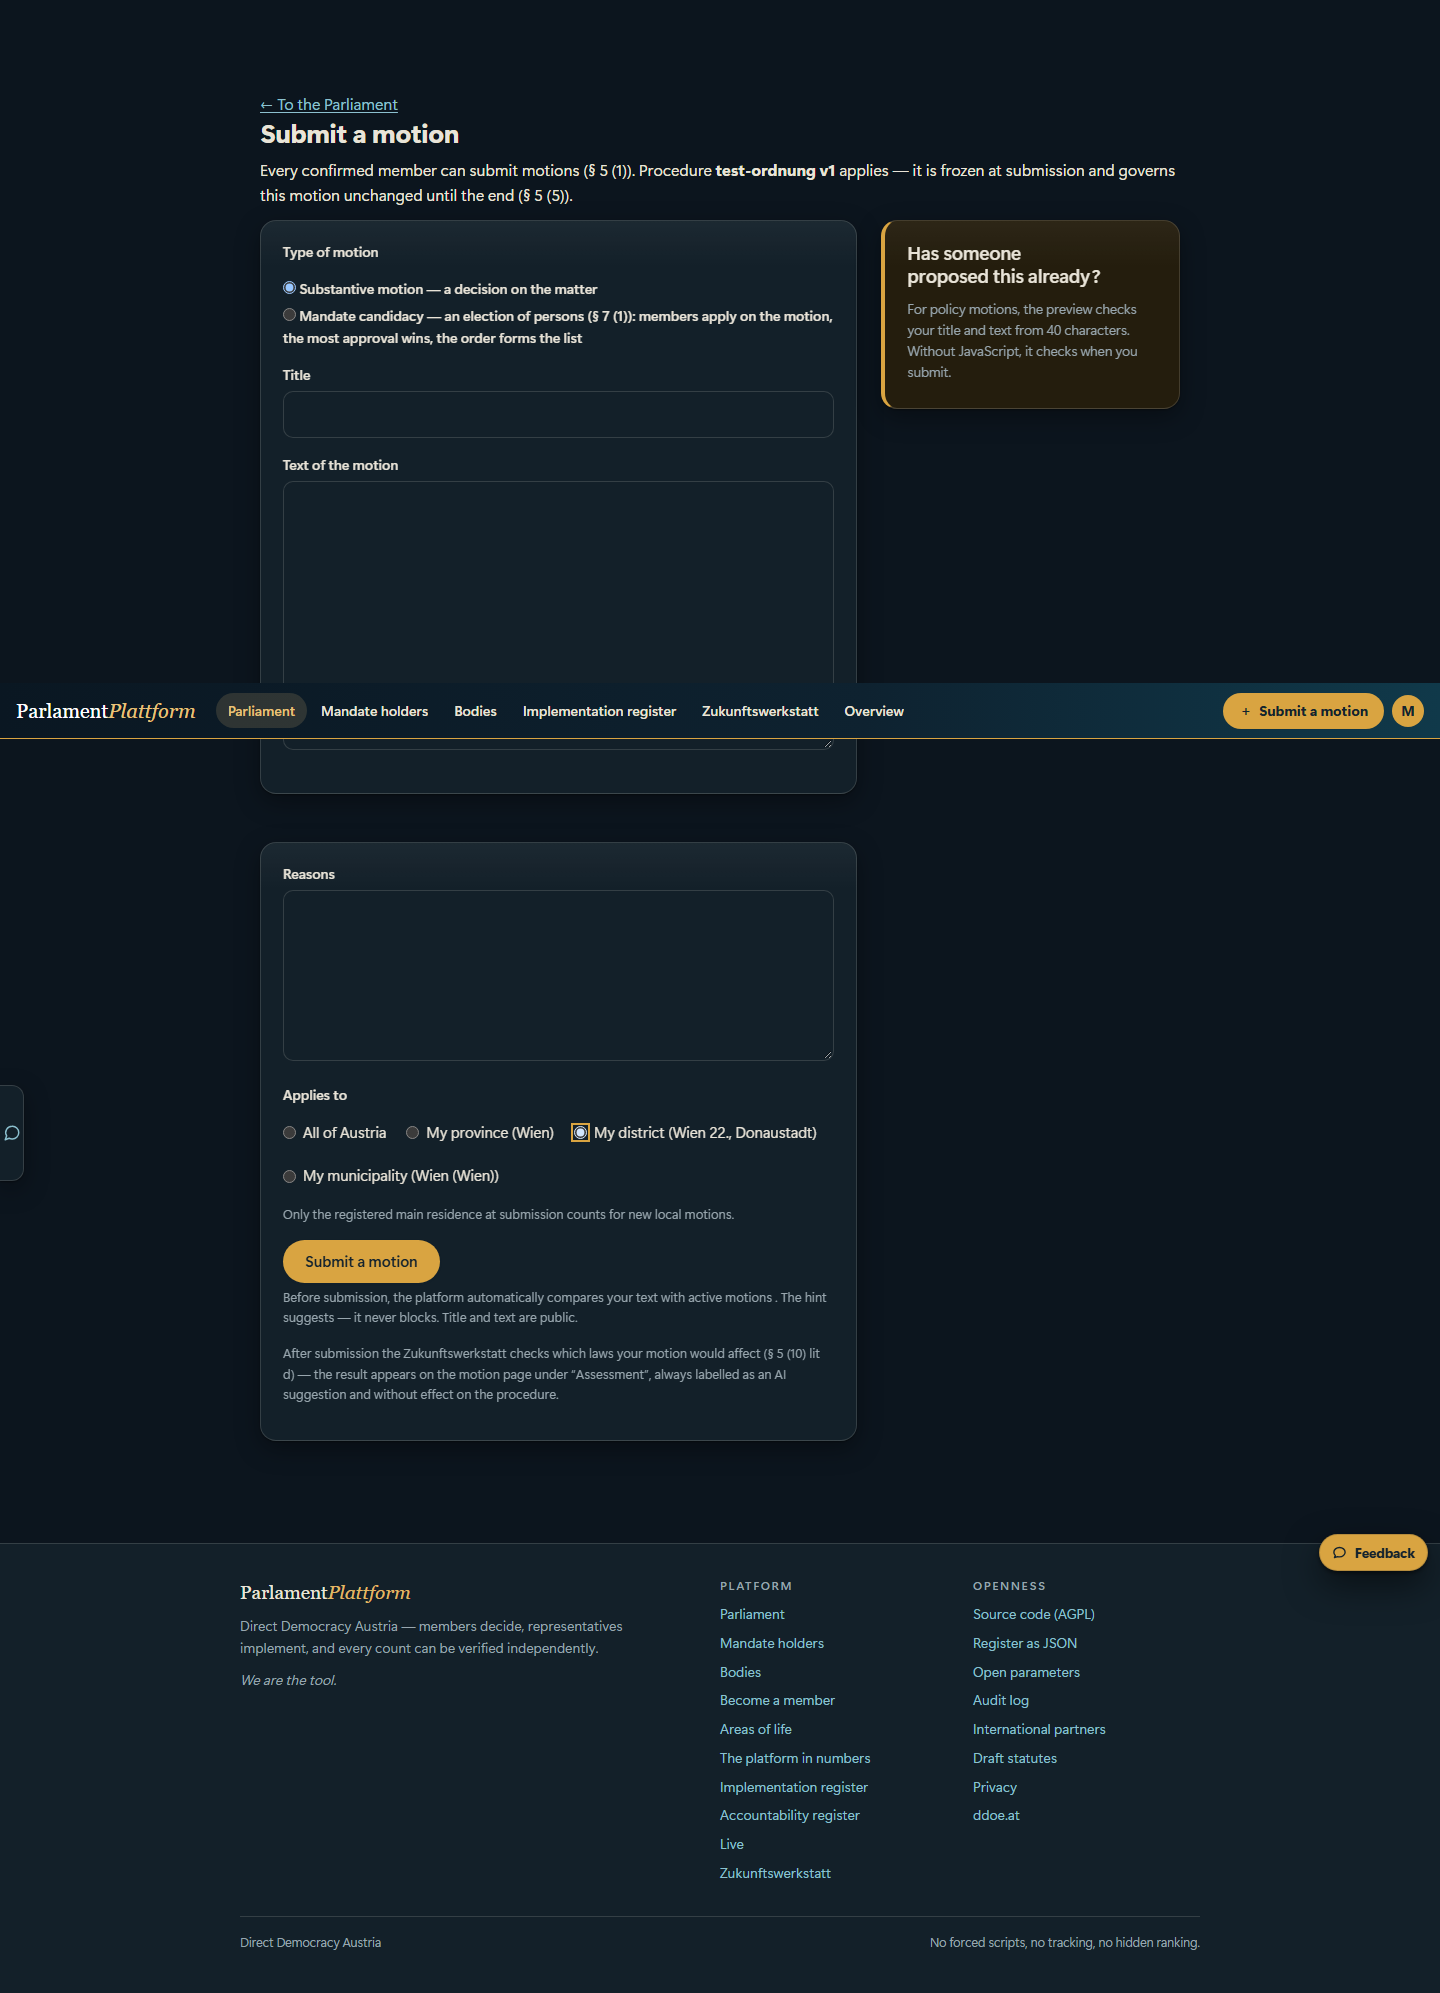 ← To the Parliament
Submit a motion
Every confirmed member can submit motions (§ 5 (1)). Procedure test-ordnung v1 applies — it is frozen at submission and governs
this motion unchanged until the end (§ 5 (5)).
Type of motion
Substantive motion — a decision on the matter
Mandate candidacy — an election of persons (§ 7 (1)): members apply on the motion,
the most approval wins, the order forms the list
Title
Text of the motion
Has someone
proposed this already?
For policy motions, the preview checks
your title and text from 40 characters.
Without JavaScript, it checks when you
submit.
ParlamentPlattform
Parliament
Mandate holders
Bodies
Implementation register
Zukunftswerkstatt
Overview
+ Submit a motion
M
Reasons
Applies to
All of Austria
My province (Wien)
My district (Wien 22., Donaustadt)
My municipality (Wien (Wien))
Only the registered main residence at submission counts for new local motions.
Submit a motion
Before submission, the platform automatically compares your text with active motions . The hint
suggests — it never blocks. Title and text are public.
After submission the Zukunftswerkstatt checks which laws your motion would affect (§ 5 (10) lit
d) — the result appears on the motion page under “Assessment”, always labelled as an AI
suggestion and without effect on the procedure.
Feedback
ParlamentPlattform
Direct Democracy Austria — members decide, representatives
implement, and every count can be verified independently.
We are the tool.
PLATFORM
Parliament
Mandate holders
Bodies
Become a member
Areas of life
The platform in numbers
Implementation register
Accountability register
Live
Zukunftswerkstatt
OPENNESS
Source code (AGPL)
Register as JSON
Open parameters
Audit log
International partners
Draft statutes
Privacy
ddoe.at
Direct Democracy Austria
No forced scripts, no tracking, no hidden ranking.